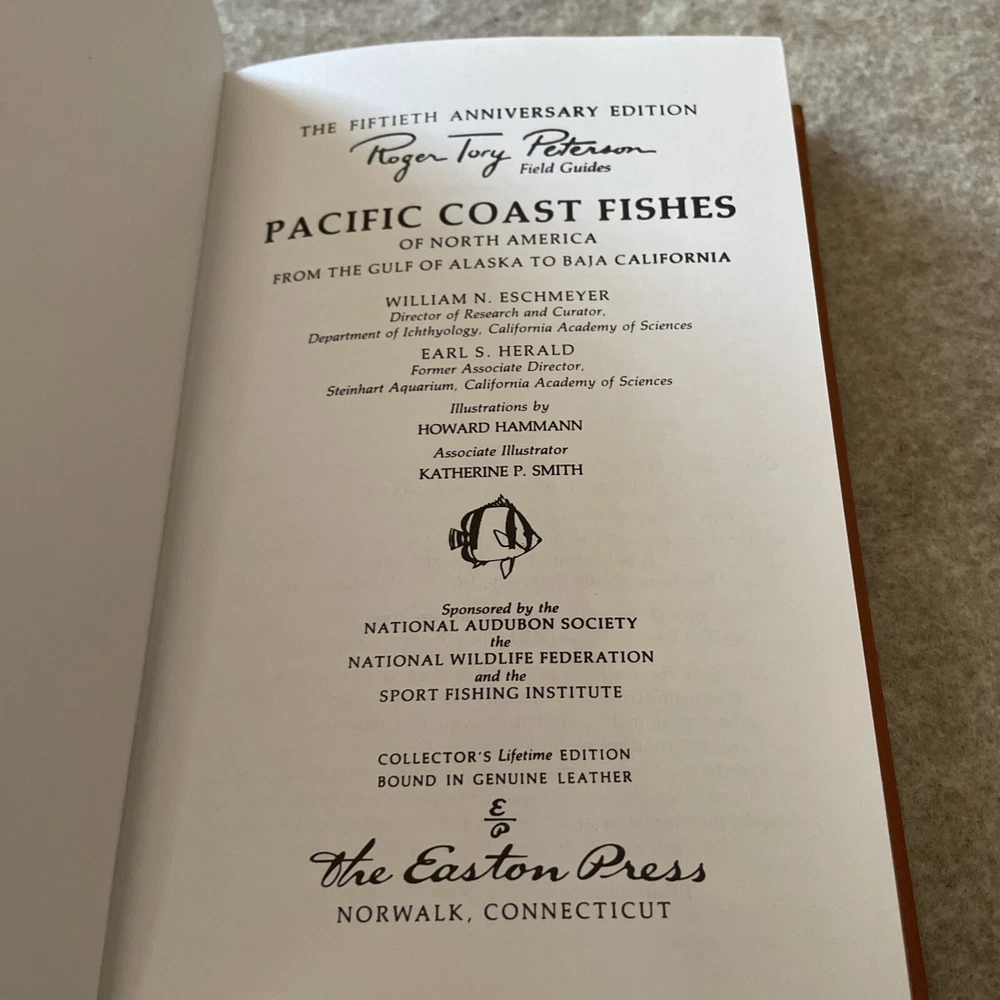 THE FIFTIETH ANNIVERSARY EDITION
Roger Tory Peterson
Field Guides
PACIFIC COAST FISHES
OF NORTH AMERICA
FROM THE GULF OF ALASKA TO BAJA CALIFORNIA
WILLIAM N. ESCHMEYER
Director of Research and Curator,
Department of Ichthyology, California Academy of Sciences
EARL S. HERALD
Former Associate Director,
Steinhart Aquarium, California Academy of Sciences
Illustrations by
HOWARD HAMMANN
Associate Illustrator
KATHERINE P. SMITH
Sponsored by the
NATIONAL AUDUBON SOCIETY
the
NATIONAL WILDLIFE FEDERATION
and the
SPORT FISHING INSTITUTE
COLLECTOR'S Lifetime EDITION
BOUND IN GENUINE LEATHER
E
P
The Easton Press
NORWALK, CONNECTICUT